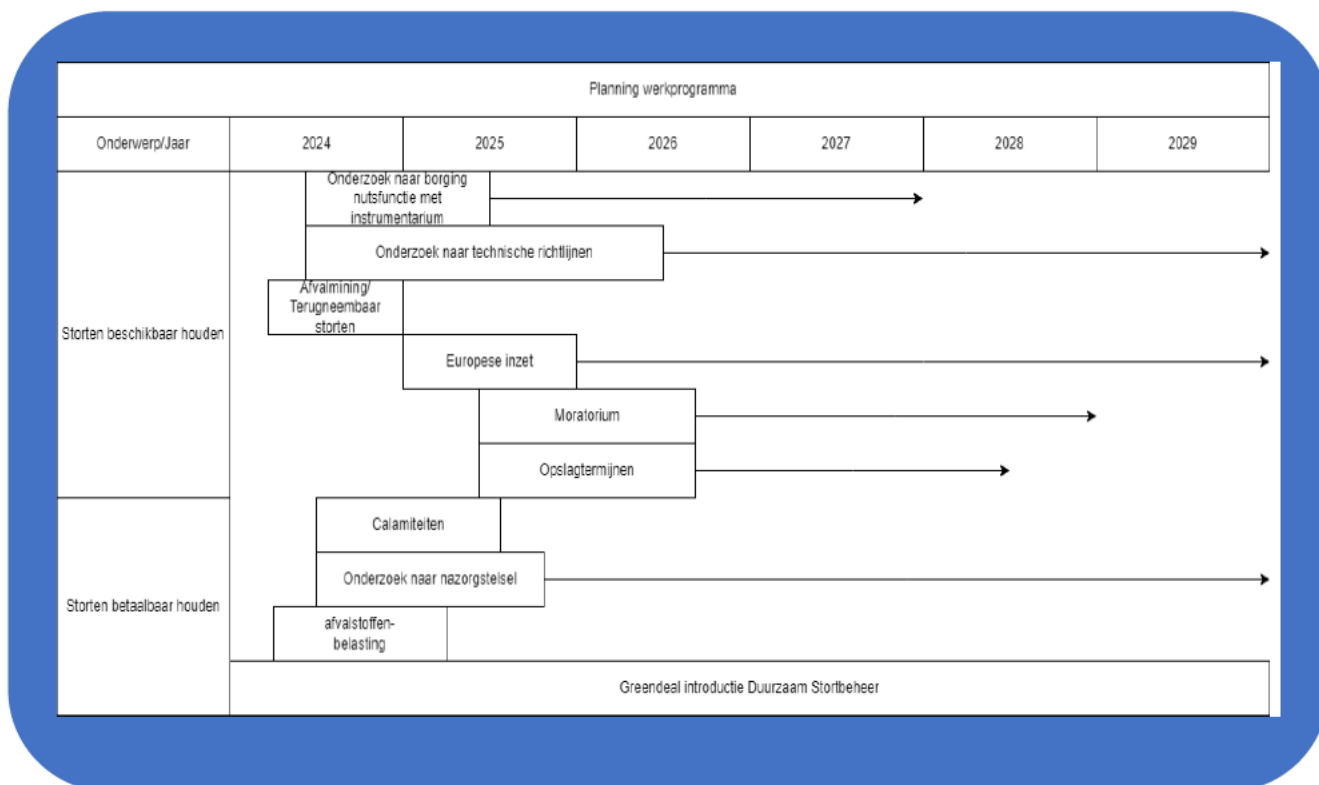 Planning werkprogramma
Onderwerp/Jaar
2024
2025
2026
2027
2028
2029
Storten beschikbaar houden
Onderzoek naar borging
nutsfunctie met
instrumentarium
Onderzoek naar technische richtlijnen
Afvalmining/
Terugneembaar
storten
Europese inzet
Moratorium
Opslagtermijnen
Storten betaalbaar houden
Calamiteiten
Onderzoek naar nazorgstelsel
afvalstoffen-
belasting
Greendeal introductie Duurzaam Stortbeheer